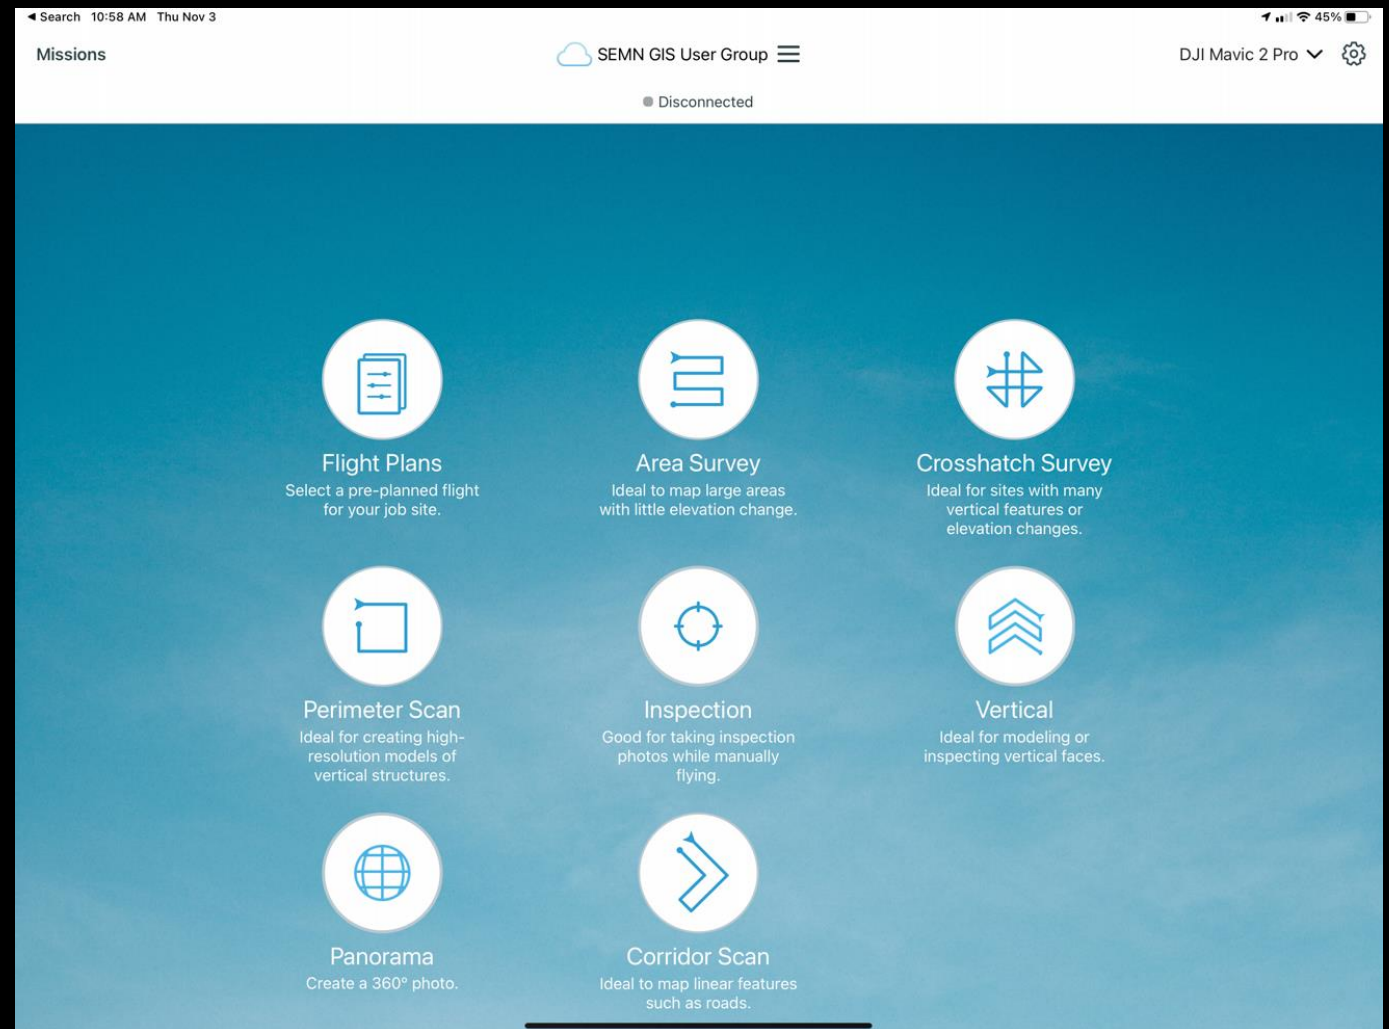 Search 10:58 AM Thu Nov 3 45%
Missions SEMN GIS User Group DJI Mavic 2 Pro
Disconnected
Flight Plans
Select a pre-planned flight
for your job site.
Area Survey
Ideal to map large areas
with little elevation change.
Crosshatch Survey
Ideal for sites with many
vertical features or
elevation changes.
Perimeter Scan
Ideal for creating high-
resolution models of
vertical structures.
Inspection
Good for taking inspection
photos while manually
flying.
Vertical
Ideal for modeling or
inspecting vertical faces.
Panorama
Create a 360° photo.
Corridor Scan
Ideal to map linear features
such as roads.